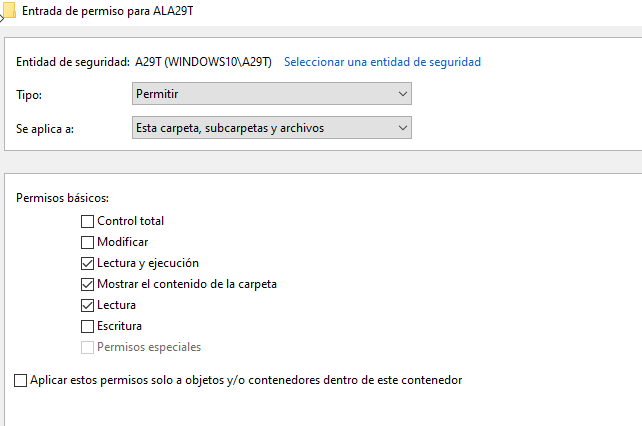 Entrada de permiso para ALA29T
Entidad de seguridad: A29T (WINDOWS10\A29T) Seleccionar una entidad de seguridad
Tipo: Permitir
Se aplica a: Esta carpeta, subcarpetas y archivos
Permisos básicos:
Control total
Modificar
Lectura y ejecución
Mostrar el contenido de la carpeta
Lectura
Escritura
Permisos especiales
Aplicar estos permisos solo a objetos y/o contenedores dentro de este contenedor